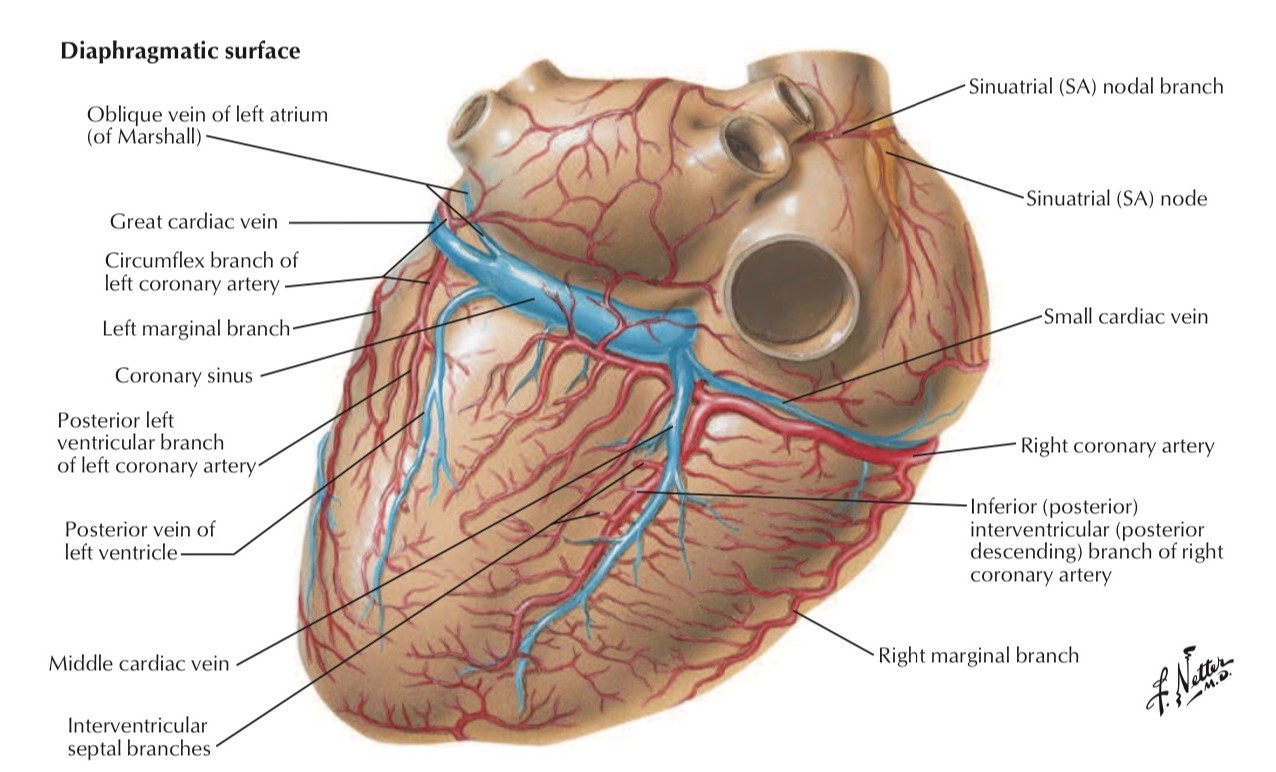 Diaphragmatic surface
Oblique vein of left atrium
(of Marshall)
Great cardiac vein
Circumflex branch of
left coronary artery
Left marginal branch
Coronary sinus
Posterior left
ventricular branch
of left coronary artery
Posterior vein of
left ventricle
Middle cardiac vein
Interventricular
septal branches
Sinuatrial (SA) nodal branch
Sinuatrial (SA) node
Small cardiac vein
Right coronary artery
Inferior (posterior)
interventricular (posterior
descending) branch of right
coronary artery
Right marginal branch
F. Netter
M.D.